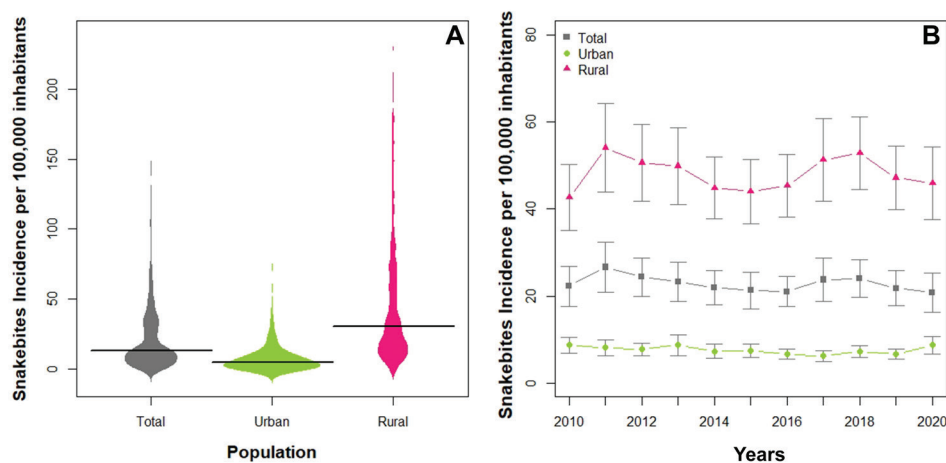 A
Snakebites Incidence per 100,000 inhabitants
200
150
100
50
0
Total Urban Rural
Population
B
Snakebites Incidence per 100,000 inhabitants
80
60
40
20
0
Total
Urban
Rural
2010 2012 2014 2016 2018 2020
Years